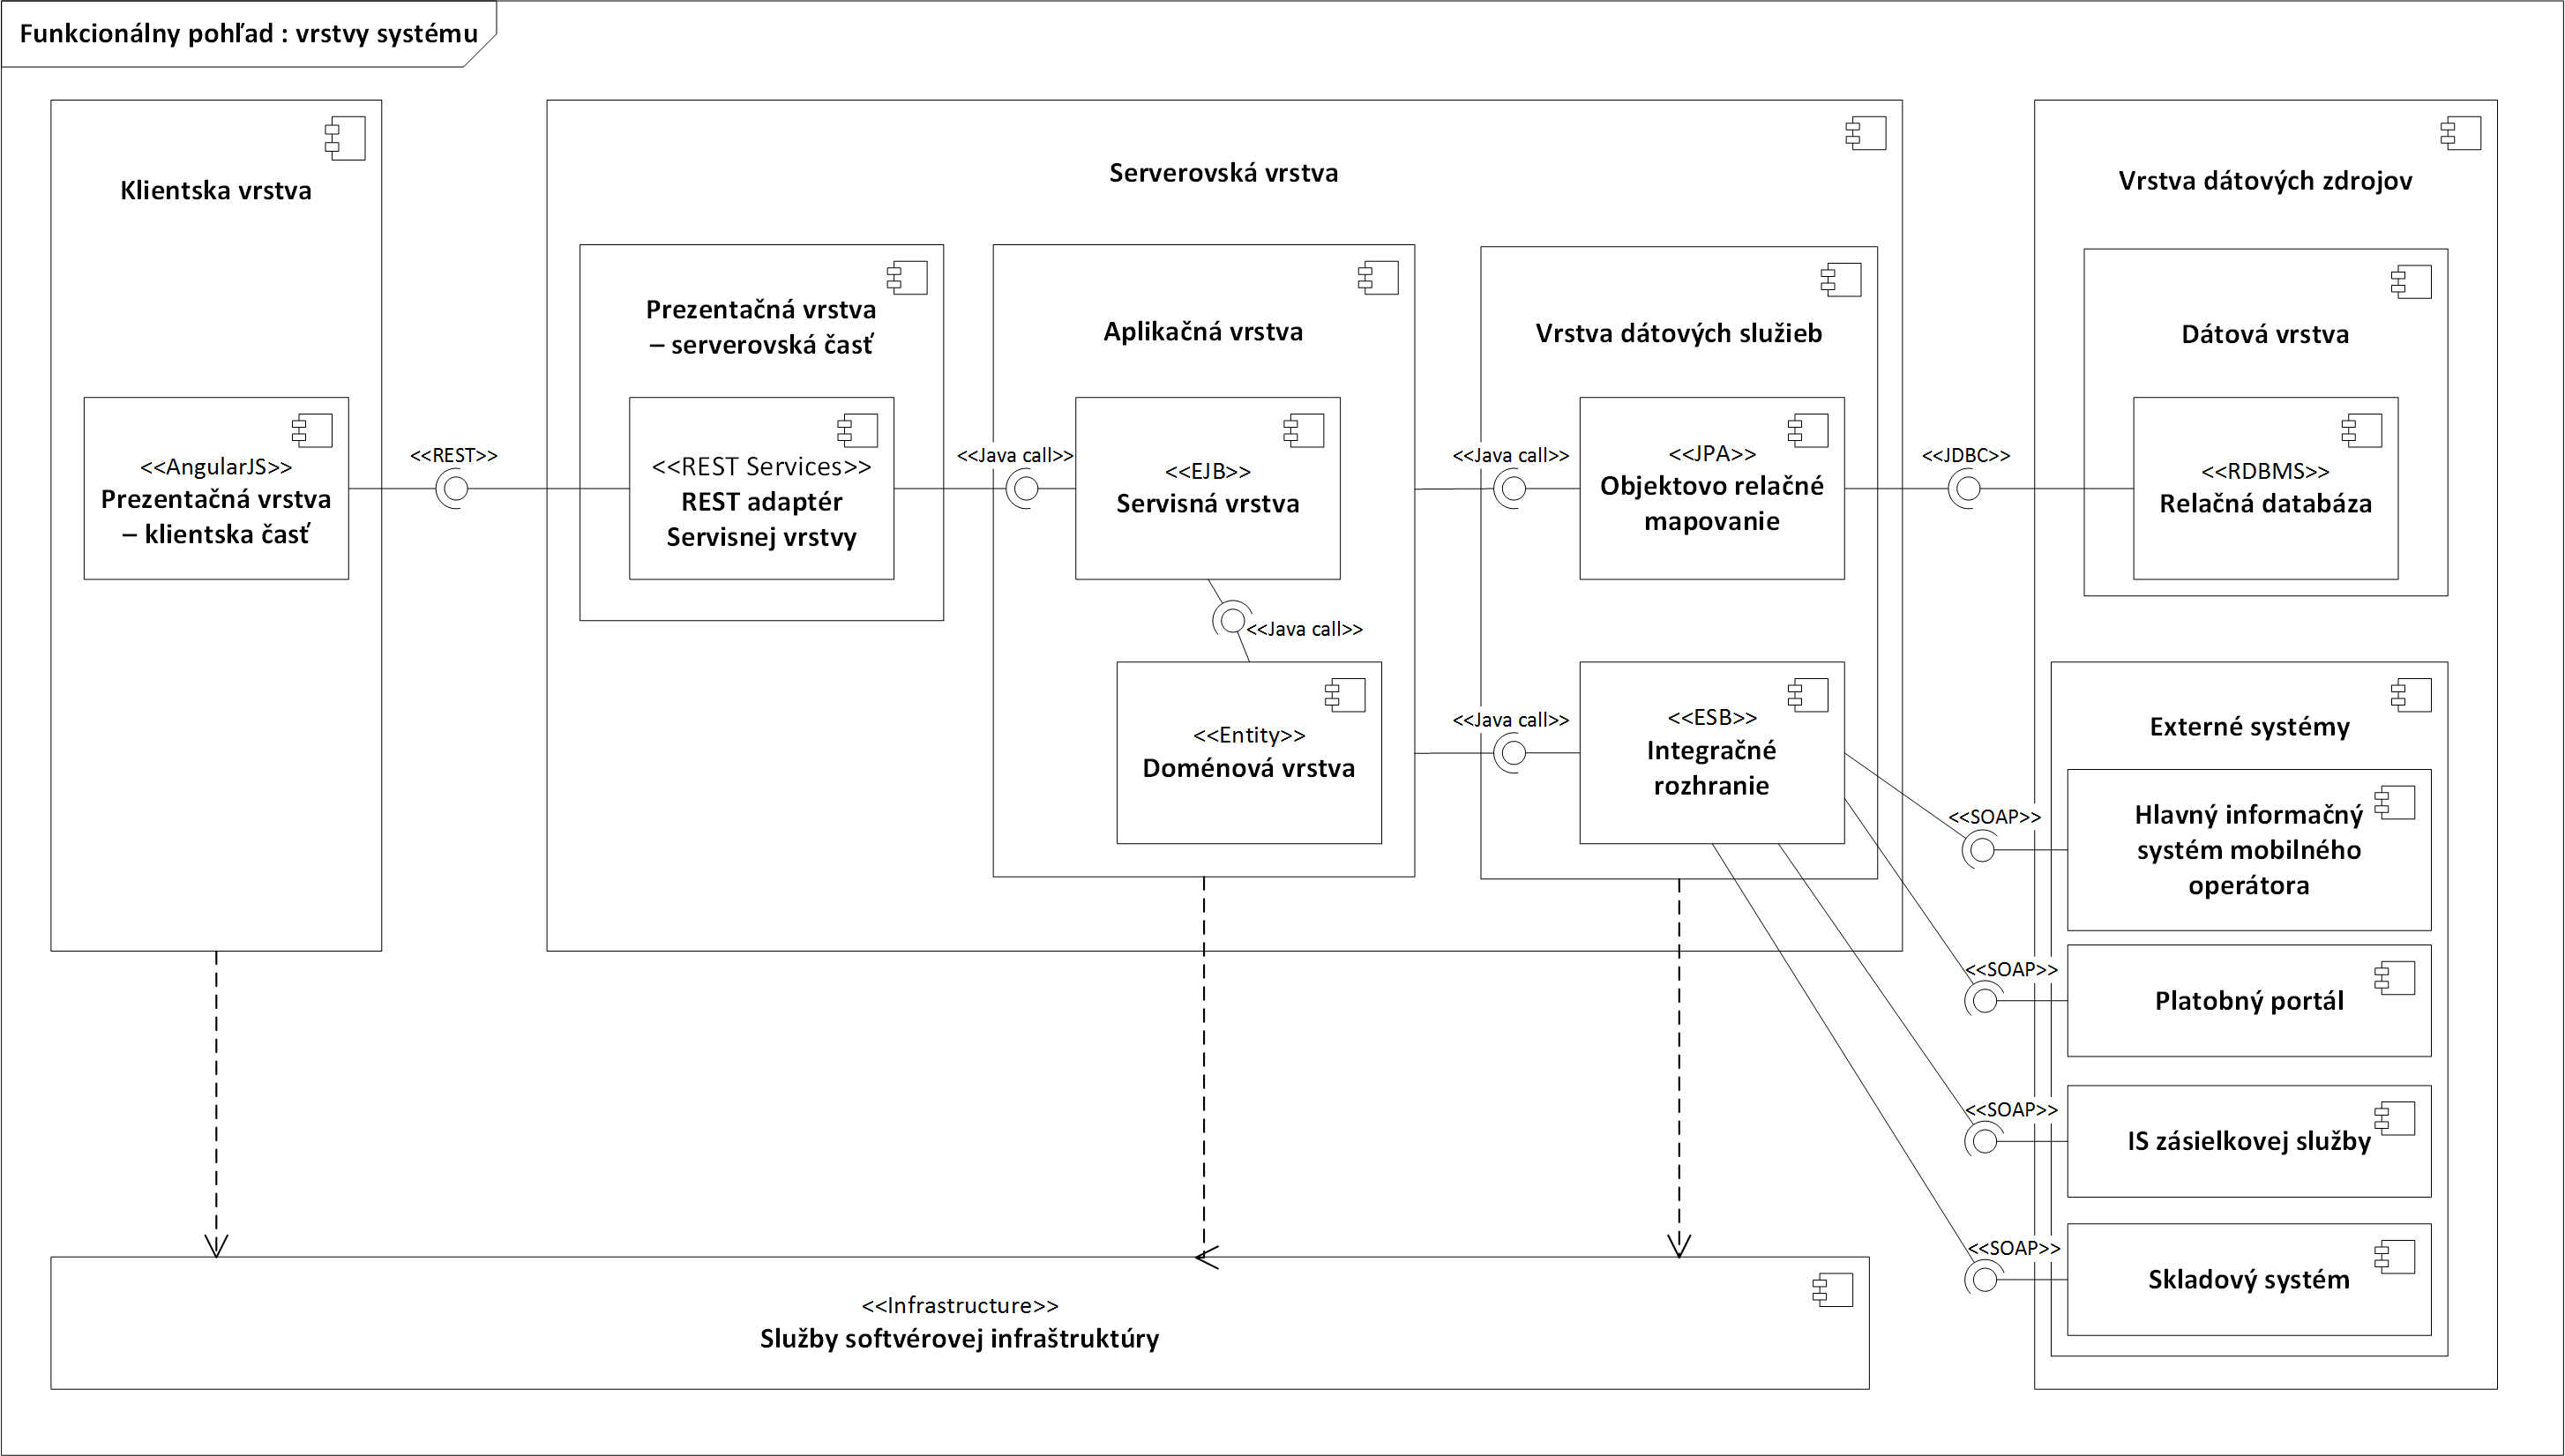 Funkcionálny pohľad : vrstvy systému
Klientska vrstva
<<AngularJS>>
Prezentačná vrstva
– klientska časť
<<REST>>
Serverovská vrstva
Prezentačná vrstva
– serverovská časť
<<REST Services>>
REST adaptér
Servisnej vrstvy
<<Java call>>
Aplikačná vrstva
<<EJB>>
Servisná vrstva
<<Java call>>
<<Entity>>
Doménová vrstva
<<Java call>>
<<Java call>>
Vrstva dátových služieb
<<JPA>>
Objektovo relačné
mapovanie
<<ESB>>
Integračné
rozhranie
<<JDBC>>
<<SOAP>>
<<SOAP>>
<<SOAP>>
<<SOAP>>
Vrstva dátových zdrojov
Dátová vrstva
<<RDBMS>>
Relačná databáza
Externé systémy
Hlavný informačný
systém mobilného
operátora
Platobný portál
IS zásielkovej služby
Skladový systém
<<Infrastructure>>
Služby softvérovej infraštruktúry